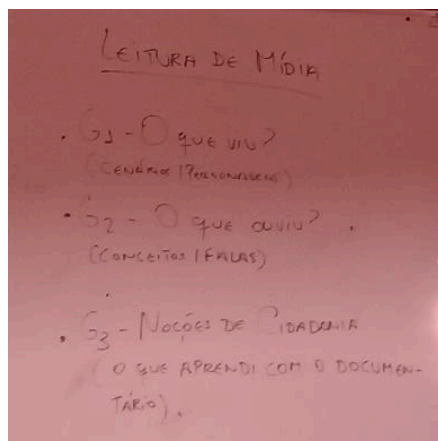 LEITURA DE MÍDIA
. G1 - O QUE VIU?
(CENÁRIOS / PERSONAGENS)
. G2 - O QUE OUVIU? .
(CONCEITOS / FALAS)
. G3 - NOÇÕES DE CIDADANIA
( O QUE APRENDI COM O DOCUMEN-
TÁRIO).